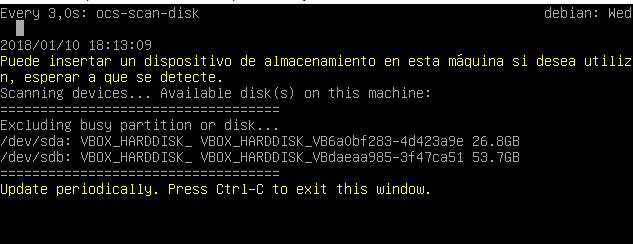 Every 3,0s: ocs-scan-disk debian: Wed
2018/01/10 18:13:09
Puede insertar un dispositivo de almacenamiento en esta máquina si desea utiliz
n, esperar a que se detecte.
Scanning devices... Available disk(s) on this machine:
===================================
Excluding busy partition or disk...
/dev/sda: VBOX_HARDDISK_ VBOX_HARDDISK_VB6a0bf283-4d423a9e 26.8GB
/dev/sdb: VBOX_HARDDISK_ VBOX_HARDDISK_VBdaeaa985-3f47ca51 53.7GB
===================================
Update periodically. Press Ctrl-C to exit this window.